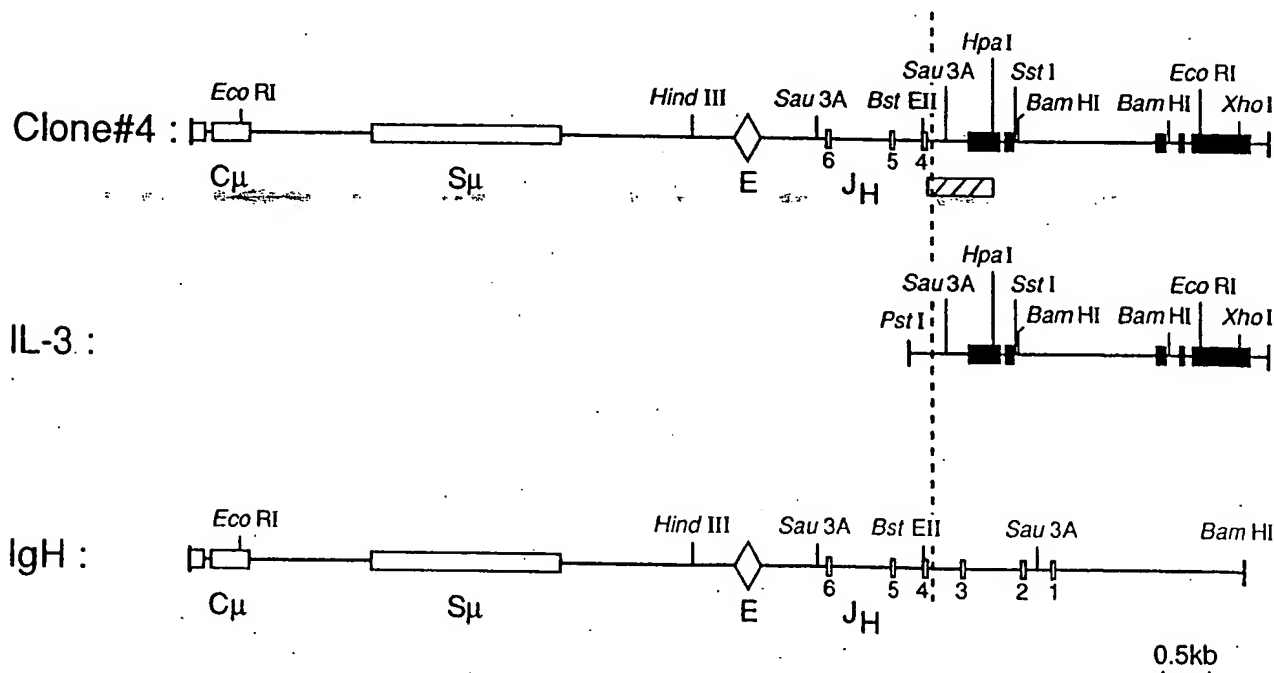 Hpa I
Eco RI Hind III Sau 3A Bst EII Sau 3A Sst I Eco RI
Bam HI Bam HI Xho I
Clone#4 :
6 5 4
Cμ Sμ E JH
Hpa I
Sau 3A Sst I Eco RI
Pst I Bam HI Bam HI Xho I
IL-3 :
Eco RI Hind III Sau 3A Bst EII Sau 3A Bam HI
IgH :
6 5 4 3 2 1
Cμ Sμ E JH
0.5kb